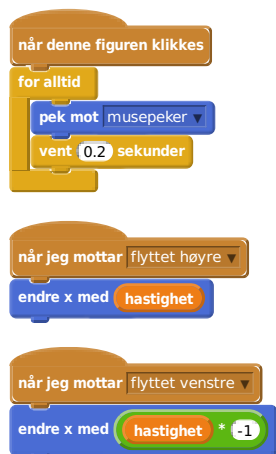 når denne figuren klikkes
for alltid
pek mot musepeker ▼
vent 0.2 sekunder
når jeg mottar flyttet høyre ▼
endre x med hastighet
når jeg mottar flyttet venstre ▼
endre x med hastighet * -1